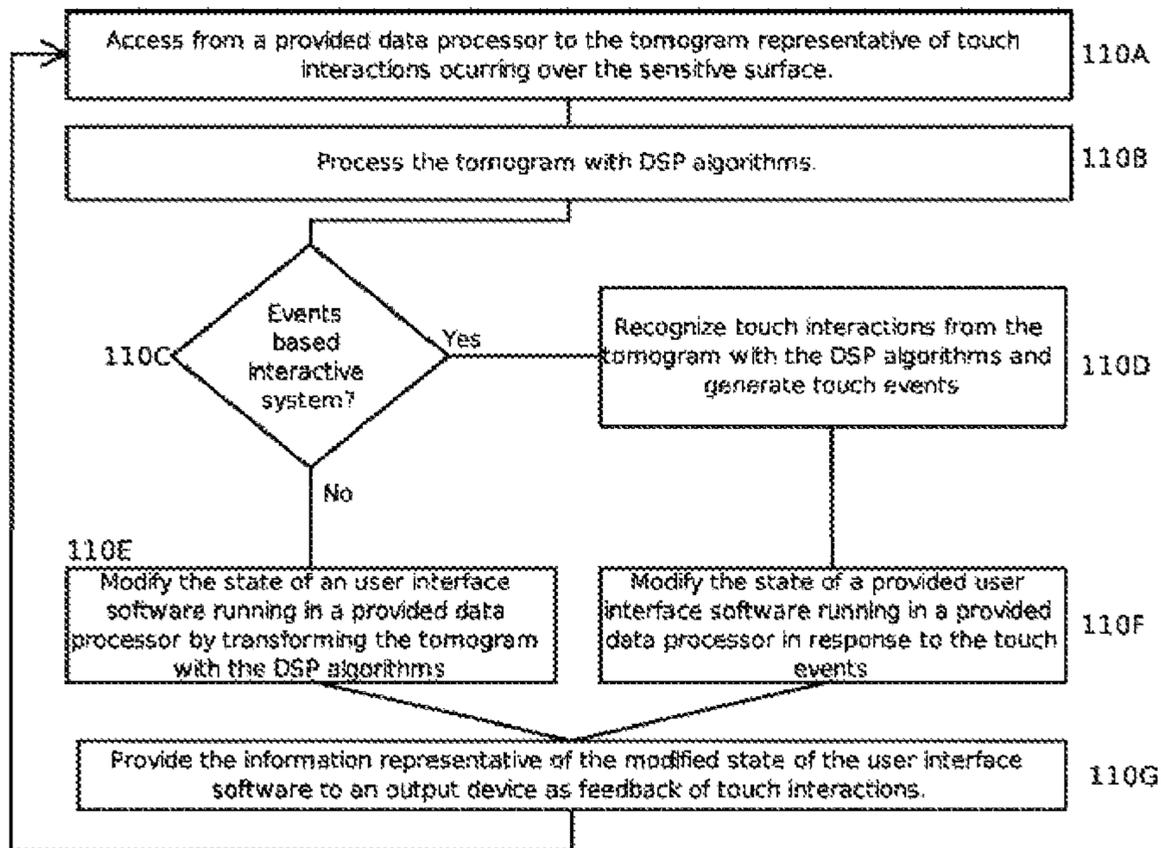 Access from a provided data processor to the tomogram representative of touch
interactions ocurring over the sensitive surface.
110A
Process the tomogram with DSP algorithms.
110B
Events
based
interactive
system?
110C
Yes
Recognize touch interactions from the
tomogram with the DSP algorithms and
generate touch events
110D
No
110E
Modify the state of an user interface
software running in a provided data
processor by transforming the tomogram
with the DSP algorithms
Modify the state of a provided user
interface software running in a provided
data processor in response to the touch
events
110F
Provide the information representative of the modified state of the user interface
software to an output device as feedback of touch interactions.
110G